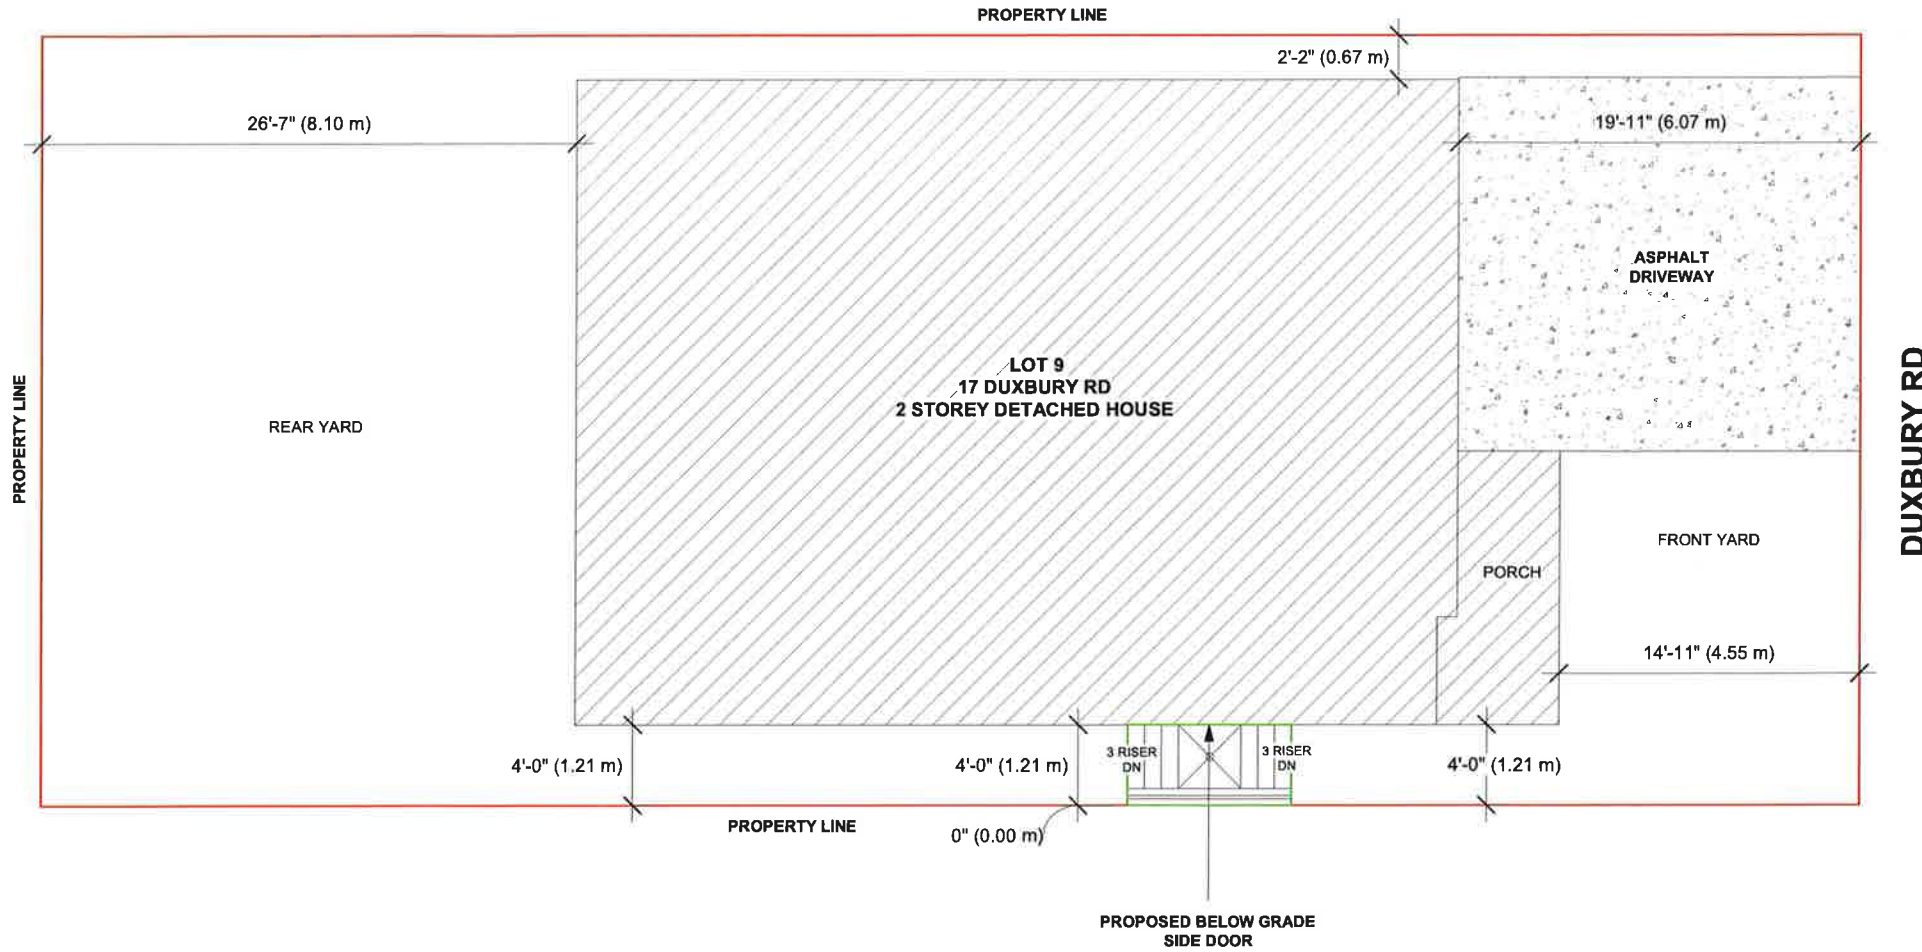 PROPERTY LINE
2'-2" (0.67 m)
26'-7" (8.10 m)
19'-11" (6.07 m)
ASPHALT
DRIVEWAY
LOT 9
17 DUXBURY RD
2 STOREY DETACHED HOUSE
DUXBURY RD
PROPERTY LINE
REAR YARD
FRONT YARD
PORCH
14'-11" (4.55 m)
4'-0" (1.21 m)
4'-0" (1.21 m)
3 RISER
DN
3 RISER
DN
4'-0" (1.21 m)
PROPERTY LINE
0" (0.00 m)
PROPOSED BELOW GRADE
SIDE DOOR